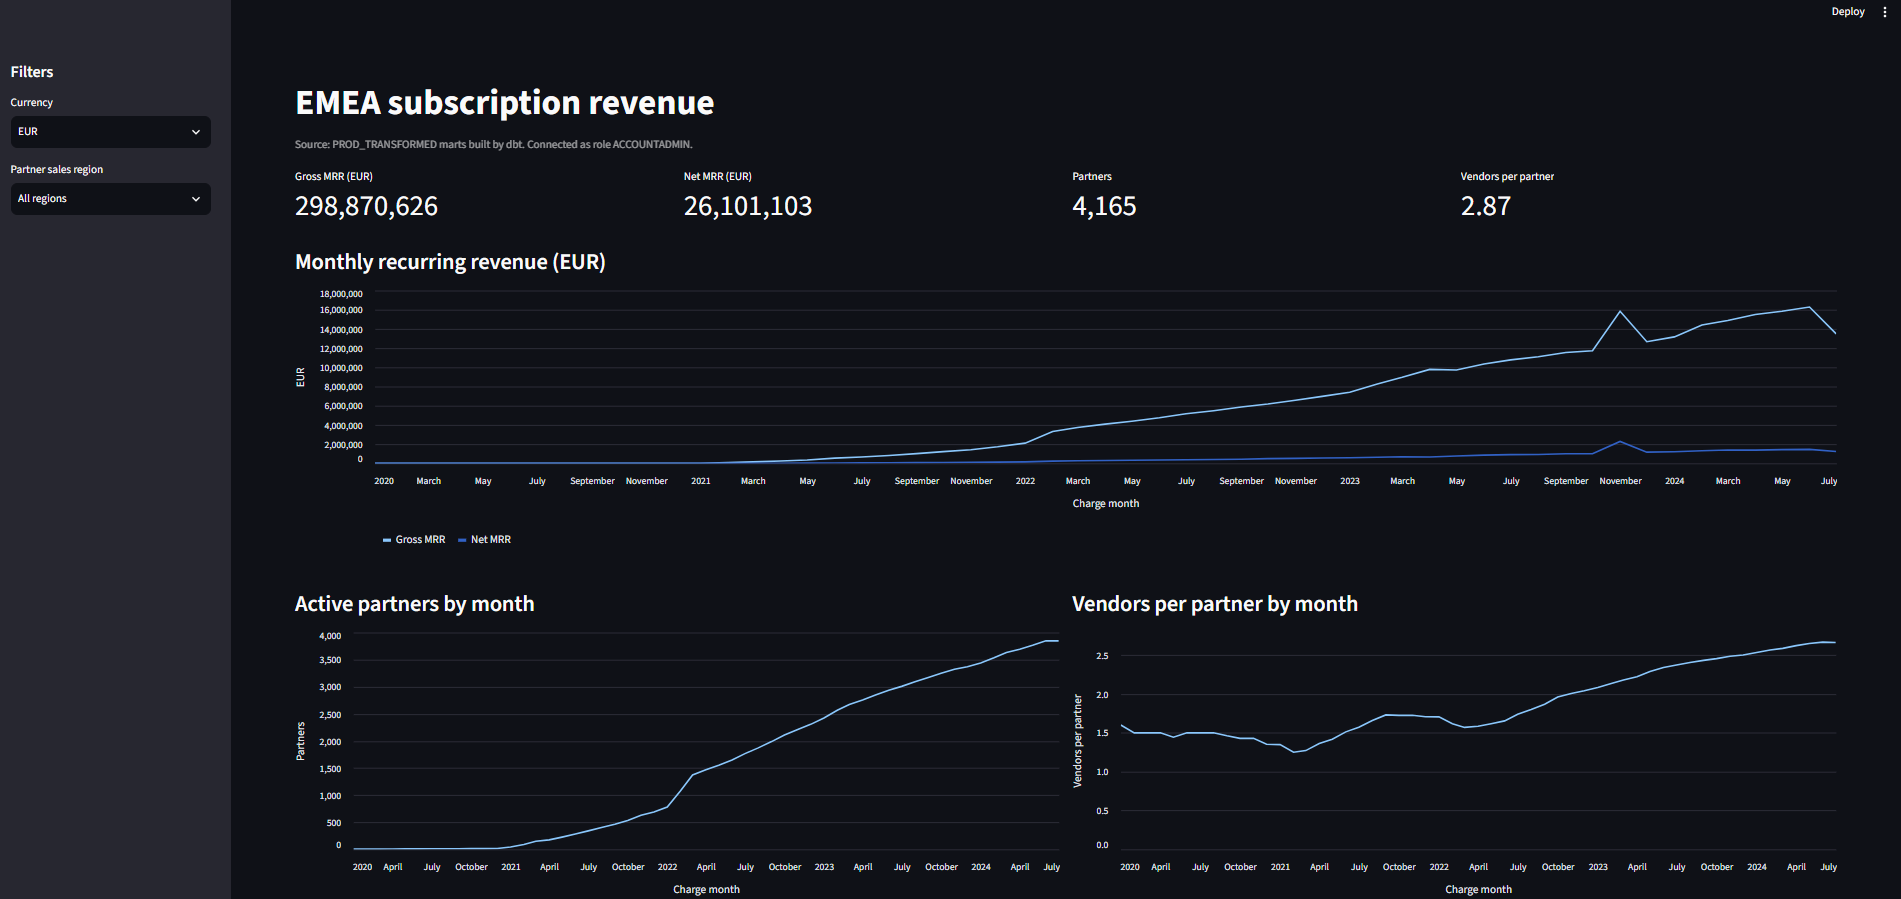 Deploy
Filters
Currency
EUR
Partner sales region
All regions
EMEA subscription revenue
Source: PROD_TRANSFORMED marts built by dbt. Connected as role ACCOUNTADMIN.
Gross MRR (EUR) Net MRR (EUR) Partners Vendors per partner
298,870,626 26,101,103 4,165 2.87
Monthly recurring revenue (EUR)
18,000,000
16,000,000
14,000,000
12,000,000
10,000,000
8,000,000
6,000,000
4,000,000
2,000,000
0
EUR
2020 March May July September November 2021 March May July September November 2022 March May July September November 2023 March May July September November 2024 March May July
Charge month
Gross MRR Net MRR
Active partners by month
4,000
3,500
3,000
2,500
2,000
1,500
1,000
500
0
Partners
2020 April July October 2021 April July October 2022 April July October 2023 April July October 2024 April July
Charge month
Vendors per partner by month
2.5
2.0
1.5
1.0
0.5
0.0
Vendors per partner
2020 April July October 2021 April July October 2022 April July October 2023 April July October 2024 April July
Charge month